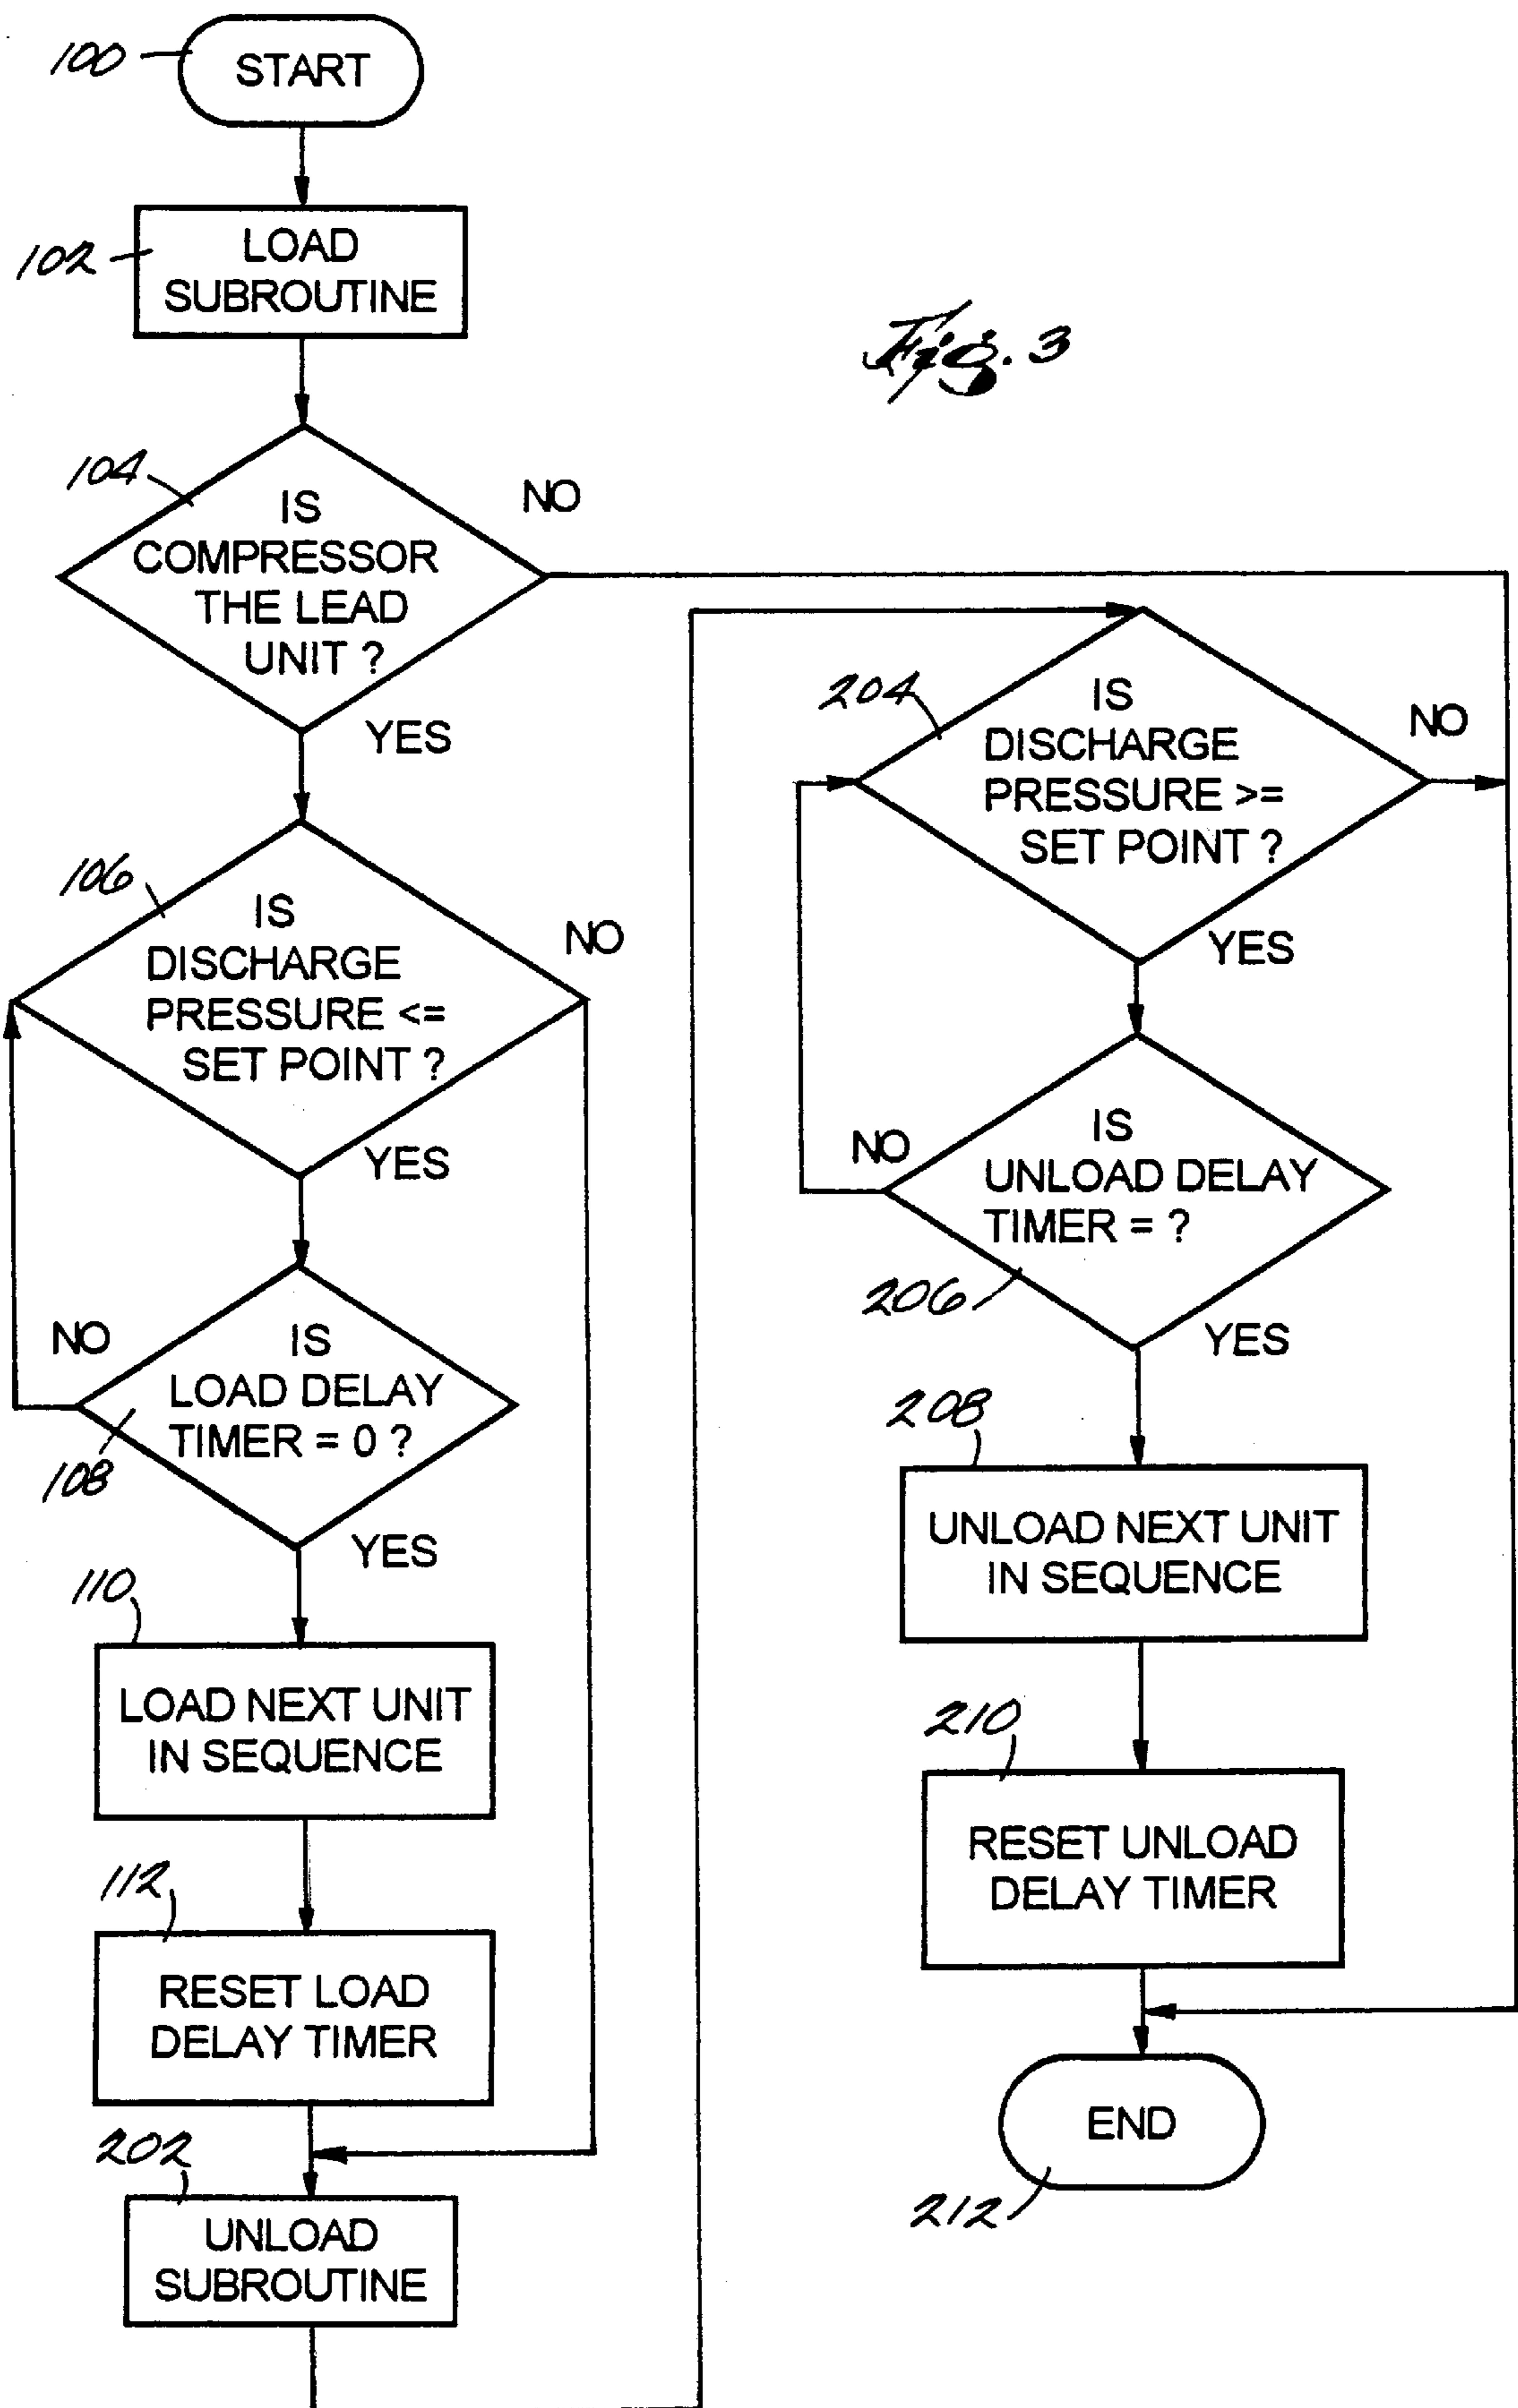 100
START
102
LOAD
SUBROUTINE
Fig. 3
104
IS
COMPRESSOR
THE LEAD
UNIT ?
NO
YES
106
IS
DISCHARGE
PRESSURE <=
SET POINT ?
NO
YES
108
IS
LOAD DELAY
TIMER = 0 ?
NO
YES
110
LOAD NEXT UNIT
IN SEQUENCE
112
RESET LOAD
DELAY TIMER
202
UNLOAD
SUBROUTINE
204
IS
DISCHARGE
PRESSURE >=
SET POINT ?
NO
YES
206
IS
UNLOAD DELAY
TIMER = ?
NO
YES
208
UNLOAD NEXT UNIT
IN SEQUENCE
210
RESET UNLOAD
DELAY TIMER
END
212